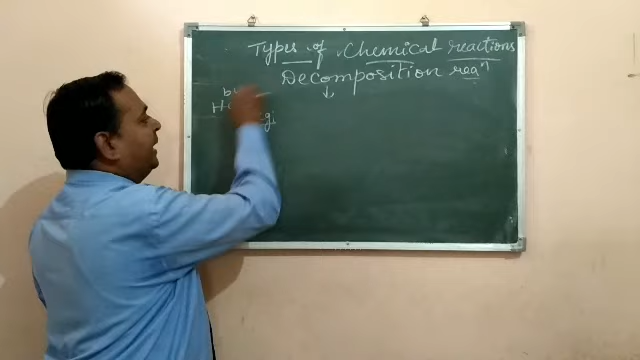 Types of Chemical reactions
Decomposition reaⁿ
↓